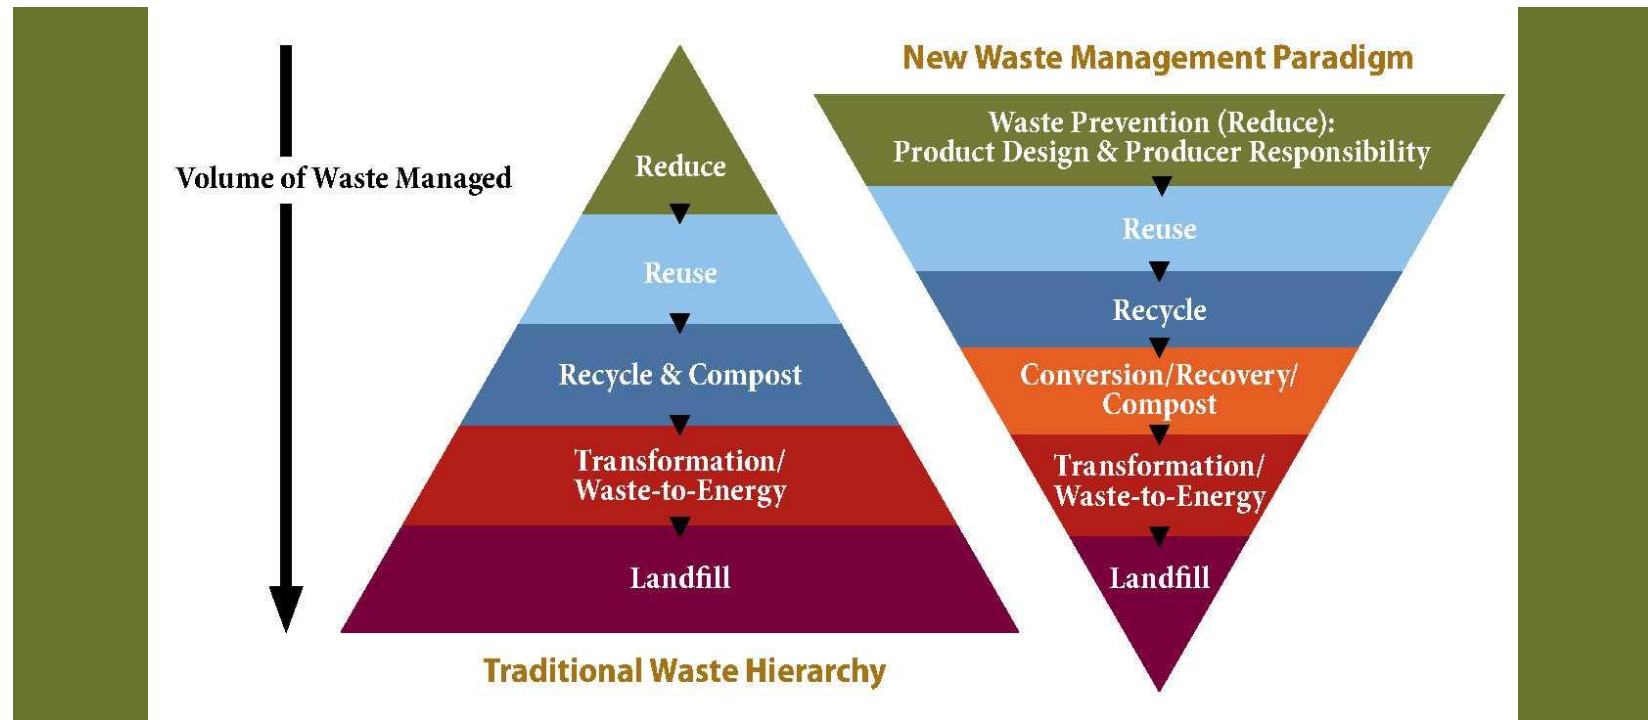 Volume of Waste Managed
Reduce
Reuse
Recycle & Compost
Transformation/
Waste-to-Energy
Landfill
Traditional Waste Hierarchy
New Waste Management Paradigm
Waste Prevention (Reduce):
Product Design & Producer Responsibility
Reuse
Recycle
Conversion/Recovery/
Compost
Transformation/
Waste-to-Energy
Landfill